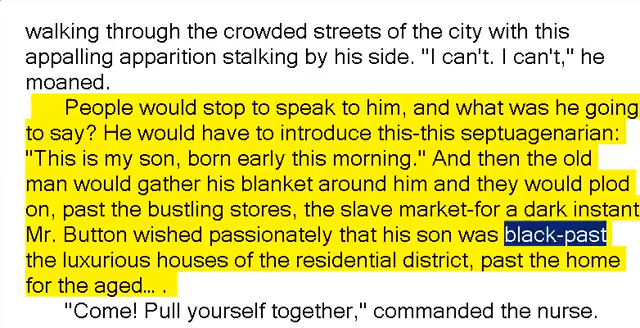 walking through the crowded streets of the city with this
appalling apparition stalking by his side. "I can't. I can't," he
moaned.
People would stop to speak to him, and what was he going
to say? He would have to introduce this-this septuagenarian:
"This is my son, born early this morning." And then the old
man would gather his blanket around him and they would plod
on, past the bustling stores, the slave market-for a dark instant
Mr. Button wished passionately that his son was black-past
the luxurious houses of the residential district, past the home
for the aged... .
"Come! Pull yourself together," commanded the nurse.